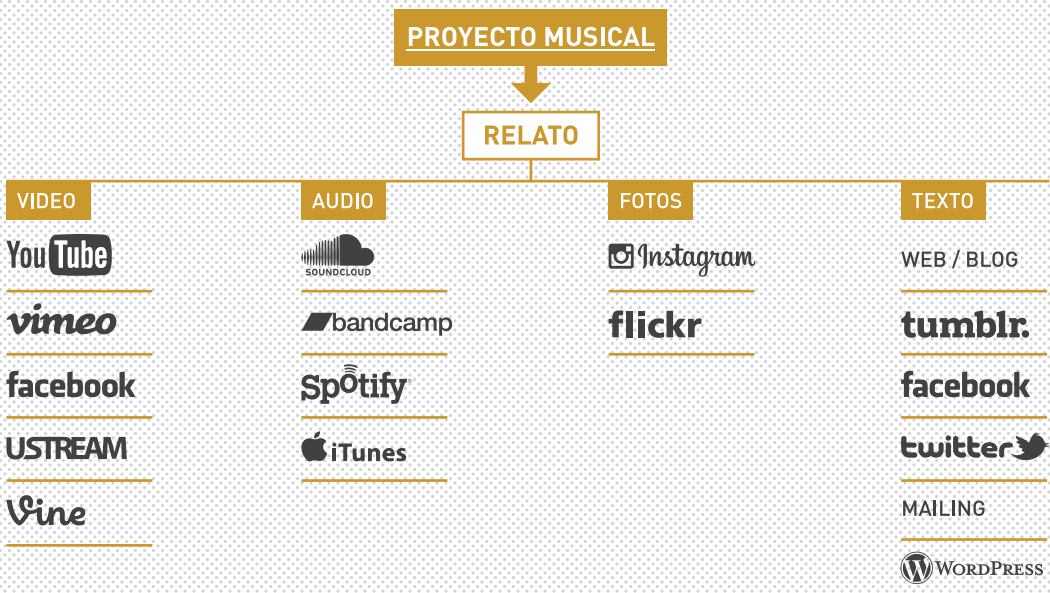 PROYECTO MUSICAL
RELATO
VIDEO
YouTube
vimeo
facebook
USTREAM
Vine
AUDIO
SOUNDCLOUD
bandcamp
Spotify
iTunes
FOTOS
Instagram
flickr
TEXTO
WEB / BLOG
tumblr.
facebook
twitter
MAILING
WORDPRESS